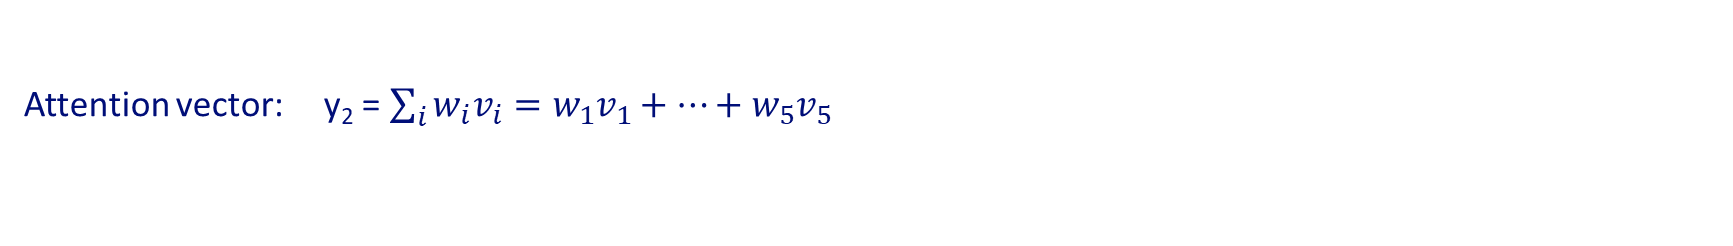 Attention vector: y₂ = ∑ᵢ wᵢvᵢ = w₁v₁ + ⋯ + w₅v₅